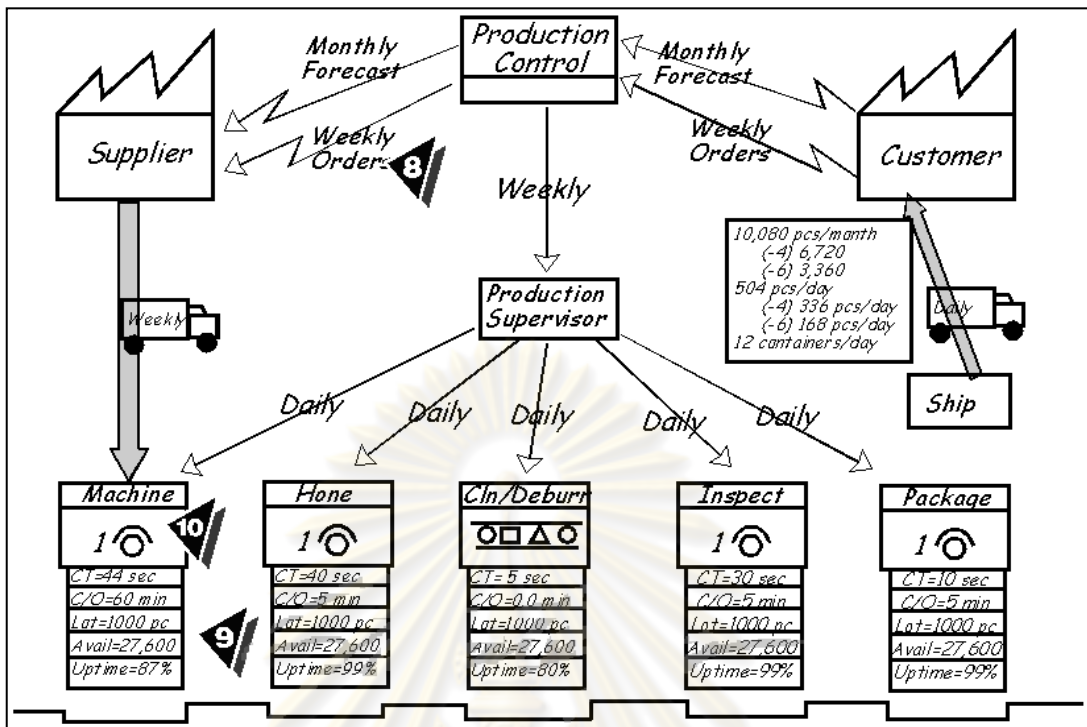 Production
Control
Monthly
Forecast
Monthly
Forecast
Supplier
Weekly
Orders
8
Weekly
Orders
Customer
Weekly
10,080 pcs/month
(-4) 6,720
(-6) 3,360
504 pcs/day
(-4) 336 pcs/day
(-6) 168 pcs/day
12 cantainers/day
Weekly
Production
Supervisor
Daily
Ship
Daily
Daily
Daily
Daily
Daily
Machine
1
10
CT=44 sec
C/O=60 min
Lot=1000 pc
Avail=27,600
Uptime=87%
9
Hone
1
CT=40 sec
C/O=5 min
Lot=1000 pc
Avail=27,600
Uptime=99%
Cln/Deburr
CT= 5 sec
C/O=0.0 min
Lot=1000 pc
Avail=27,600
Uptime=80%
Inspect
1
CT=30 sec
C/O=5 min
Lot=1000 pc
Avail=27,600
Uptime=99%
Package
1
CT=10 sec
C/O=5 min
Lot=1000 pc
Avail=27,600
Uptime=99%